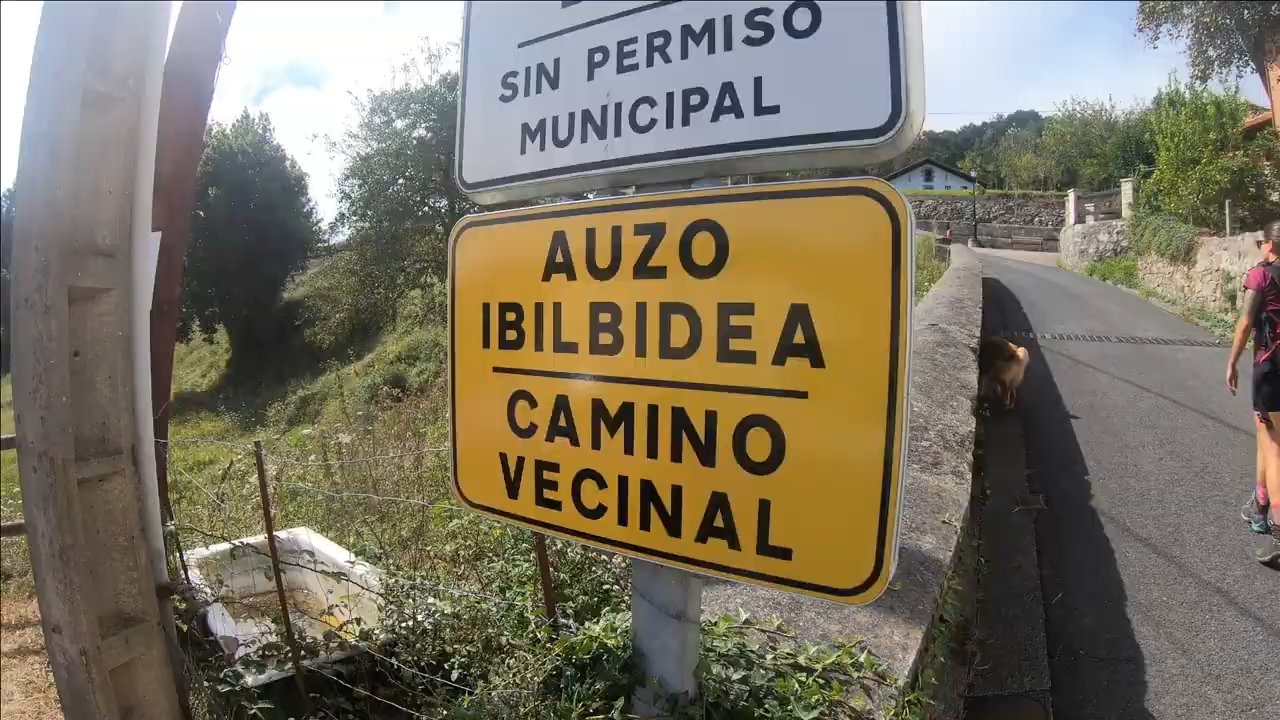 SIN PERMISO
MUNICIPAL
AUZO
IBILBIDEA
CAMINO
VECINAL